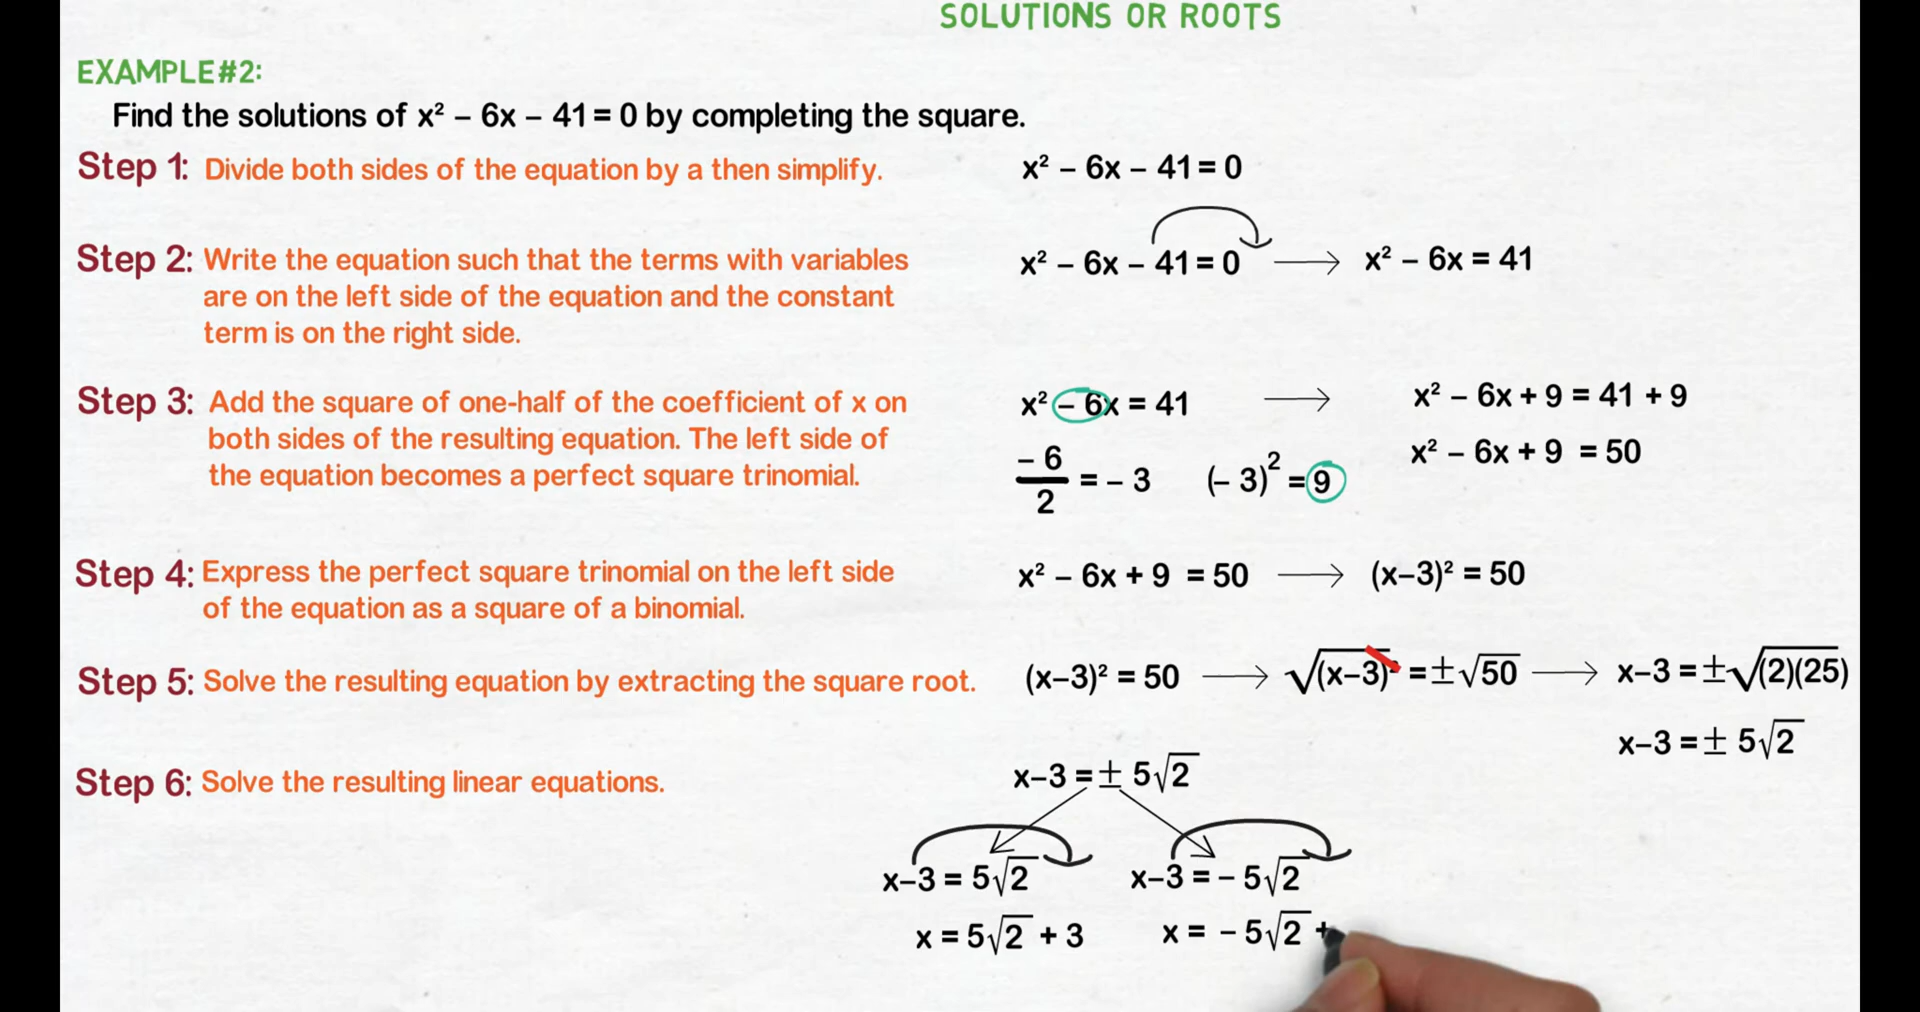 SOLUTIONS OR ROOTS
EXAMPLE#2:
Find the solutions of x² – 6x – 41 = 0 by completing the square.
Step 1: Divide both sides of the equation by a then simplify.
x² – 6x – 41 = 0
Step 2: Write the equation such that the terms with variables
are on the left side of the equation and the constant
term is on the right side.
x² – 6x – 41 = 0 → x² – 6x = 41
Step 3: Add the square of one-half of the coefficient of x on
both sides of the resulting equation. The left side of
the equation becomes a perfect square trinomial.
x² – 6x = 41 → x² – 6x + 9 = 41 + 9
x² – 6x + 9 = 50
– 6
2
= – 3 (– 3)² = 9
Step 4: Express the perfect square trinomial on the left side
of the equation as a square of a binomial.
x² – 6x + 9 = 50 → (x–3)² = 50
Step 5: Solve the resulting equation by extracting the square root.
(x–3)² = 50 → √(x–3)² = ±√50 → x–3 = ±√(2)(25)
x–3 = ± 5√2
Step 6: Solve the resulting linear equations.
x–3 = ± 5√2
x–3 = 5√2 x–3 = – 5√2
x = 5√2 + 3 x = – 5√2 +